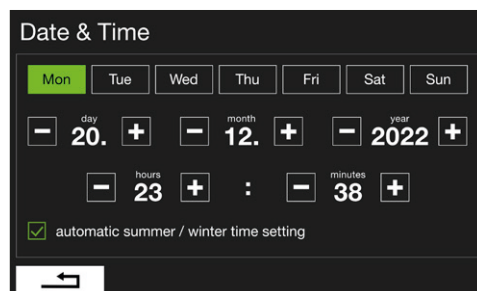 Date & Time
Mon Tue Wed Thu Fri Sat Sun
day month year
− 20. + − 12. + − 2022 +
hours minutes
− 23 + : − 38 +
automatic summer / winter time setting